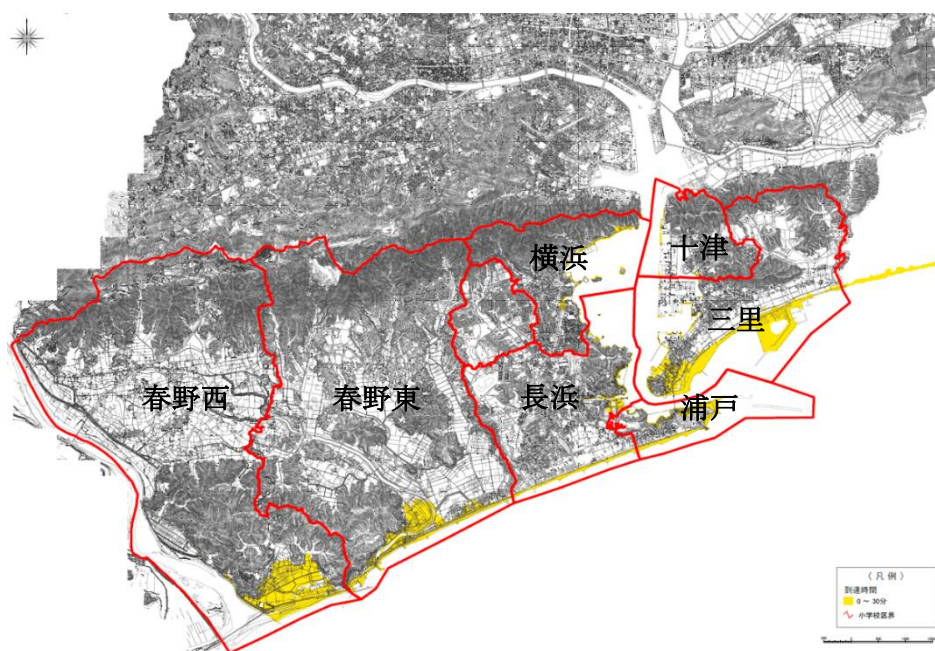 横浜
十津
三里
春野西
春野東
長浜
浦戸
〈凡例〉
到達時間
0 ~ 30分
小学校区界